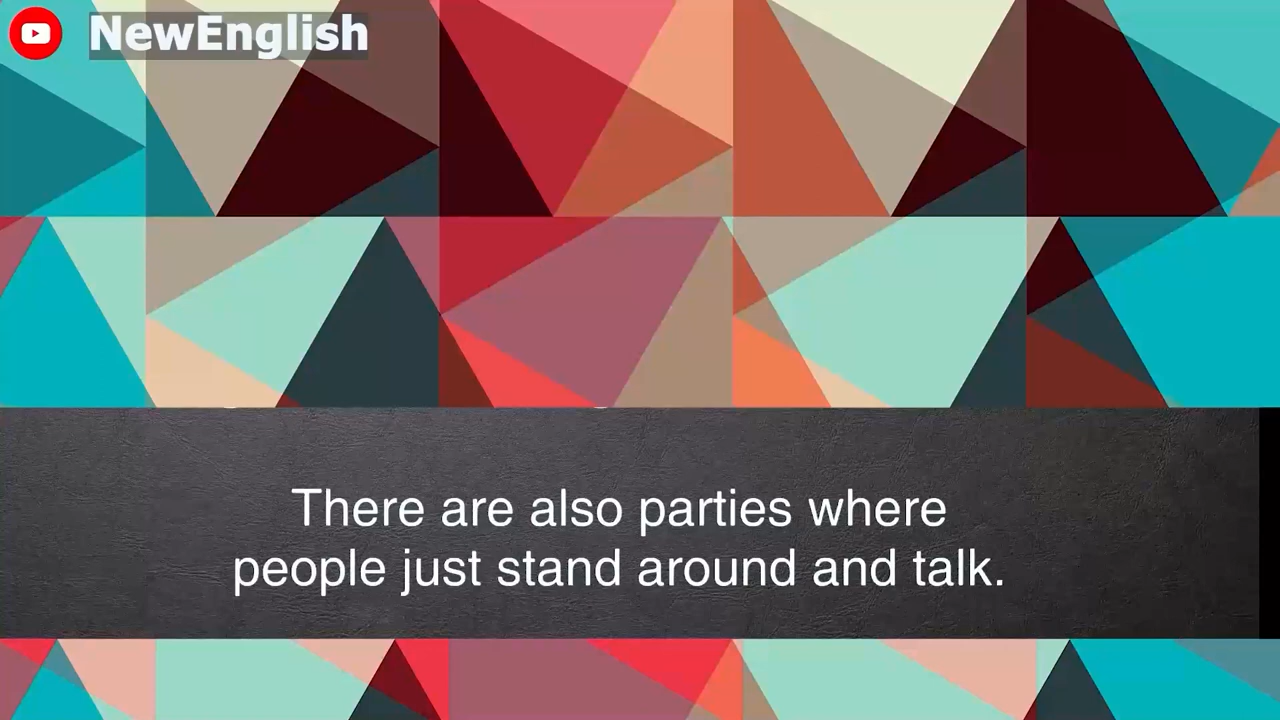 NewEnglish
There are also parties where
people just stand around and talk.